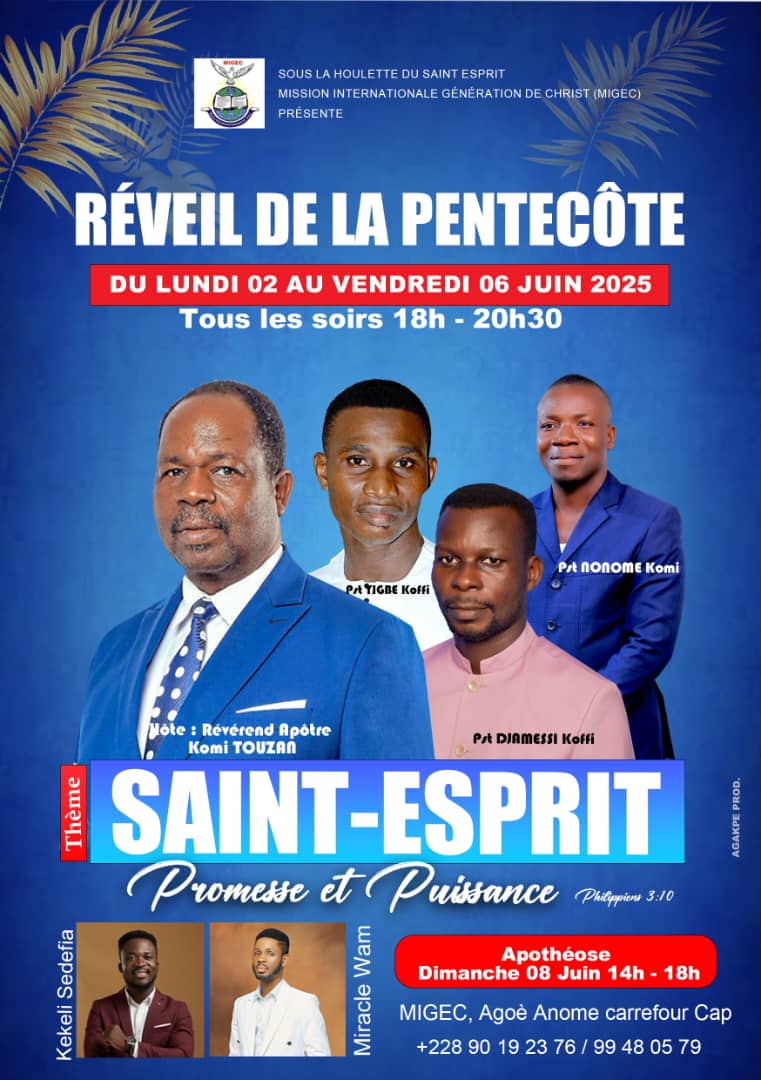 MIGEC
SOUS LA HOULETTE DU SAINT ESPRIT
MISSION INTERNATIONALE GÉNÉRATION DE CHRIST (MIGEC)
PRÉSENTE
RÉVEIL DE LA PENTECÔTE
DU LUNDI 02 AU VENDREDI 06 JUIN 2025
Tous les soirs 18h - 20h30
Pst NONOME Komi
Pst TIGBE Koffi
Hôte : Révérend Apôtre
Komi TOUZAN
Pst DJAMESSI Koffi
Thème :
SAINT-ESPRIT
Promesse et Puissance Philippiens 3:10
AGAKPE PROD.
Kekeli Sedefia
Miracle Wam
Apothéose
Dimanche 08 Juin 14h - 18h
MIGEC, Agoè Anome carrefour Cap
+228 90 19 23 76 / 99 48 05 79